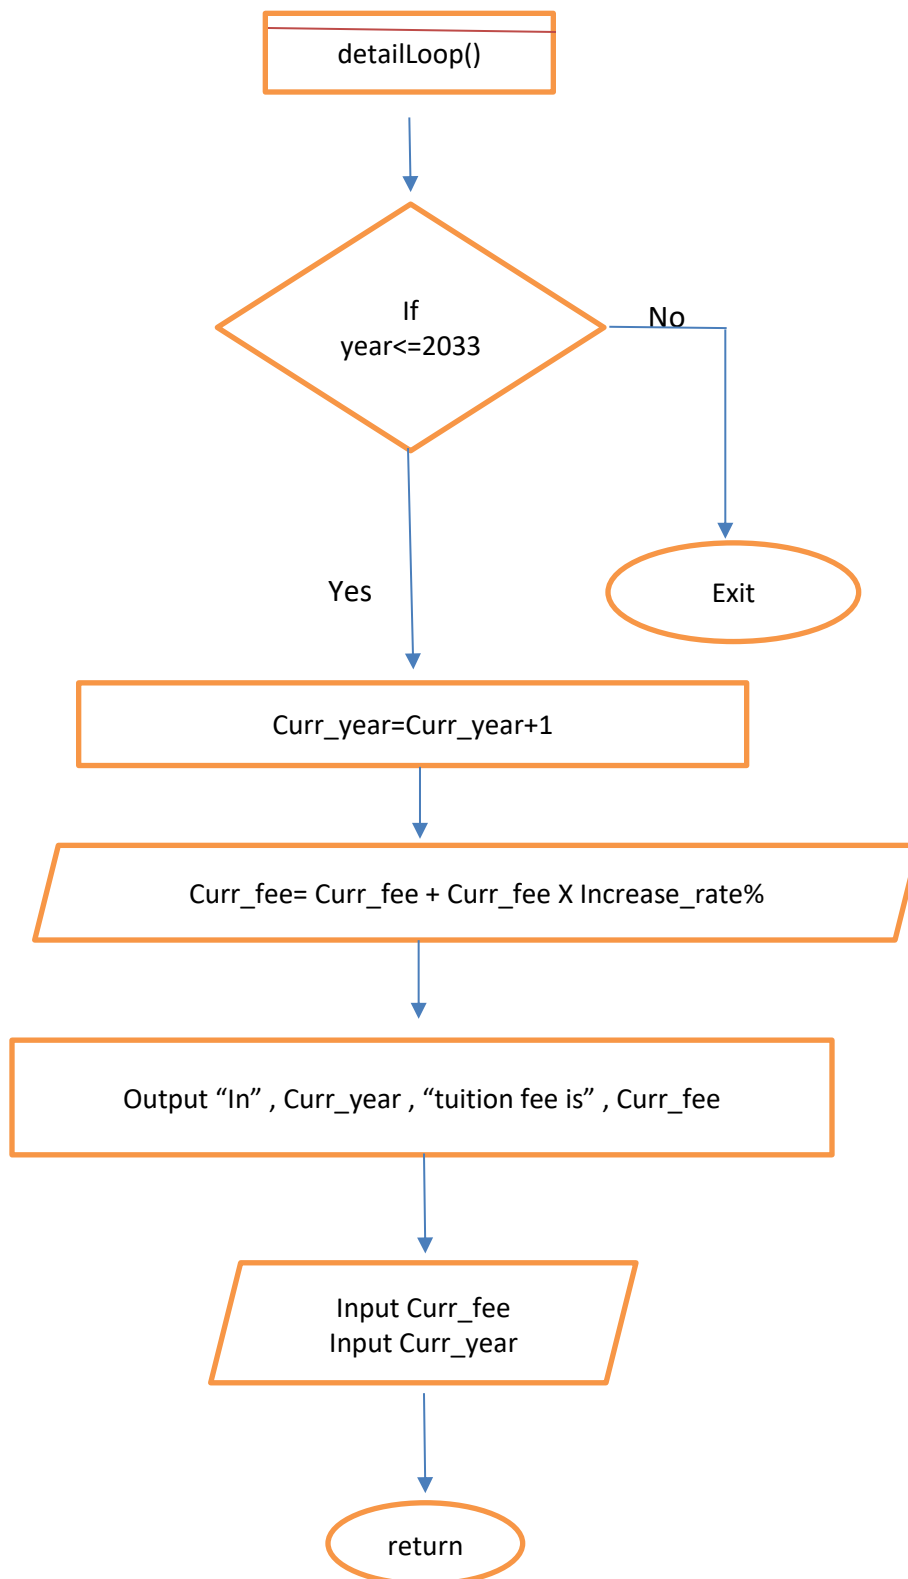 detailLoop()
If
year<=2033
No
Yes
Exit
Curr_year=Curr_year+1
Curr_fee= Curr_fee + Curr_fee X Increase_rate%
Output “In” , Curr_year , “tuition fee is” , Curr_fee
Input Curr_fee
Input Curr_year
return